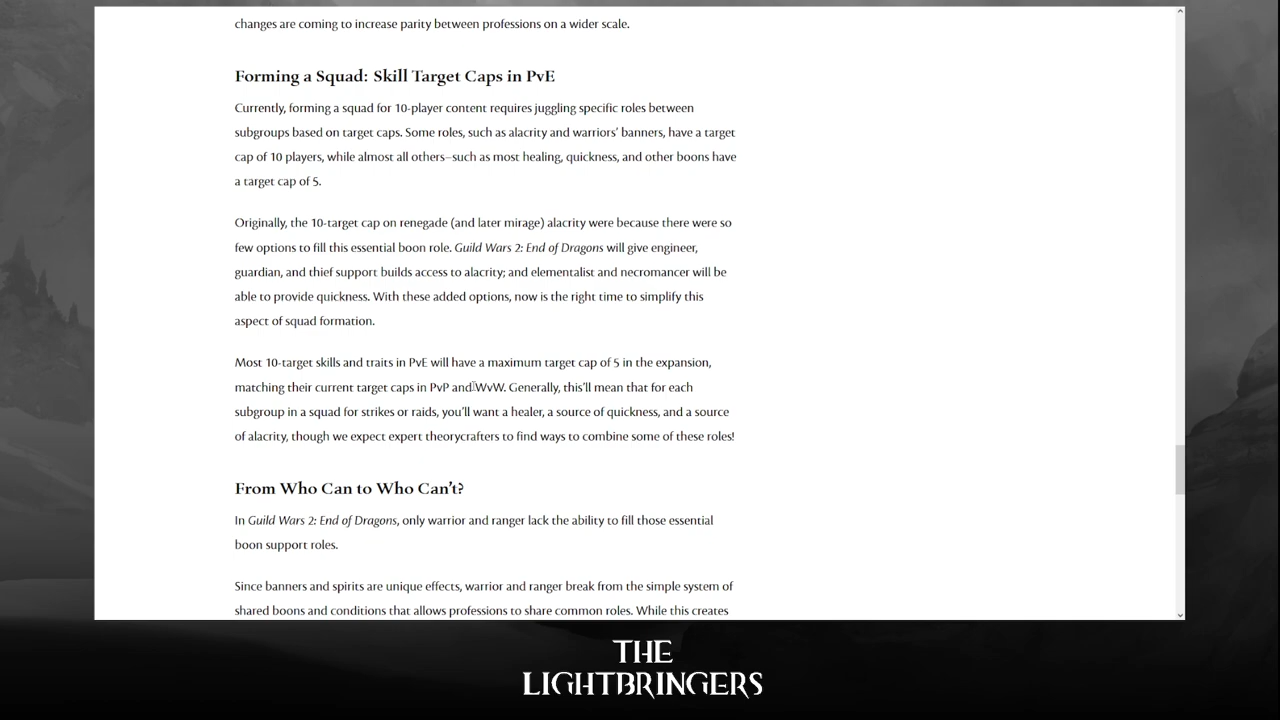 changes are coming to increase parity between professions on a wider scale.
Forming a Squad: Skill Target Caps in PvE
Currently, forming a squad for 10-player content requires juggling specific roles between
subgroups based on target caps. Some roles, such as alacrity and warriors' banners, have a target
cap of 10 players, while almost all others–such as most healing, quickness, and other boons have
a target cap of 5.
Originally, the 10-target cap on renegade (and later mirage) alacrity were because there were so
few options to fill this essential boon role. Guild Wars 2: End of Dragons will give engineer,
guardian, and thief support builds access to alacrity; and elementalist and necromancer will be
able to provide quickness. With these added options, now is the right time to simplify this
aspect of squad formation.
Most 10-target skills and traits in PvE will have a maximum target cap of 5 in the expansion,
matching their current target caps in PvP and WvW. Generally, this'll mean that for each
subgroup in a squad for strikes or raids, you'll want a healer, a source of quickness, and a source
of alacrity, though we expect expert theorycrafters to find ways to combine some of these roles!
From Who Can to Who Can't?
In Guild Wars 2: End of Dragons, only warrior and ranger lack the ability to fill those essential
boon support roles.
Since banners and spirits are unique effects, warrior and ranger break from the simple system of
shared boons and conditions that allows professions to share common roles. While this creates
THE
LIGHTBRINGERS